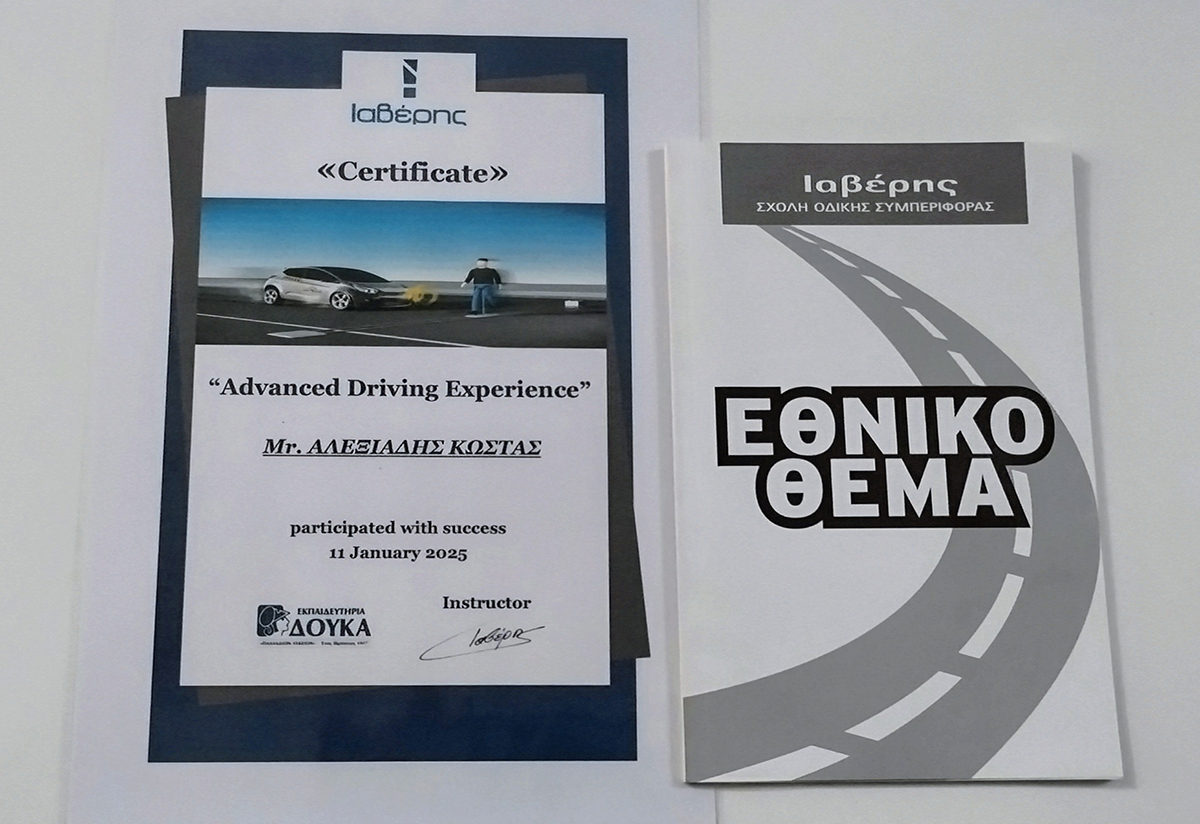 Ιαβέρης
«Certificate»
“Advanced Driving Experience”
Mr. ΑΛΕΞΙΑΔΗΣ ΚΩΣΤΑΣ
participated with success
11 January 2025
Instructor
ΕΚΠΑΙΔΕΥΤΗΡΙΑ
ΔΟΥΚΑ
Ιαβέρης
Ιαβέρης
ΣΧΟΛΗ ΟΔΙΚΗΣ ΣΥΜΠΕΡΙΦΟΡΑΣ
ΕΘΝΙΚΟ
ΘΕΜΑ